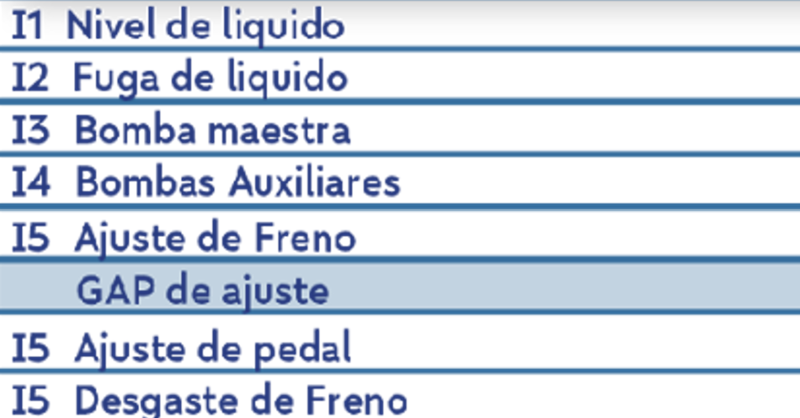 I1 Nivel de liquido
I2 Fuga de liquido
I3 Bomba maestra
I4 Bombas Auxiliares
I5 Ajuste de Freno
GAP de ajuste
I5 Ajuste de pedal
I5 Desgaste de Freno